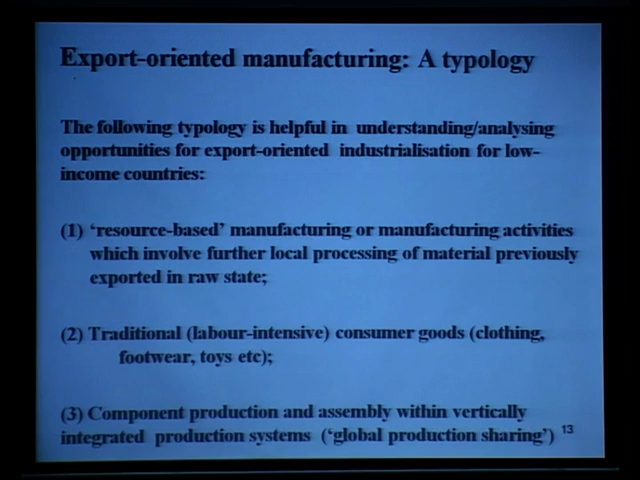 Export-oriented manufacturing: A typology
The following typology is helpful in understanding/analysing
opportunities for export-oriented industrialisation for low-
income countries:
(1) ‘resource-based’ manufacturing or manufacturing activities
which involve further local processing of material previously
exported in raw state;
(2) Traditional (labour-intensive) consumer goods (clothing,
footwear, toys etc);
(3) Component production and assembly within vertically
integrated production systems (‘global production sharing’)
13